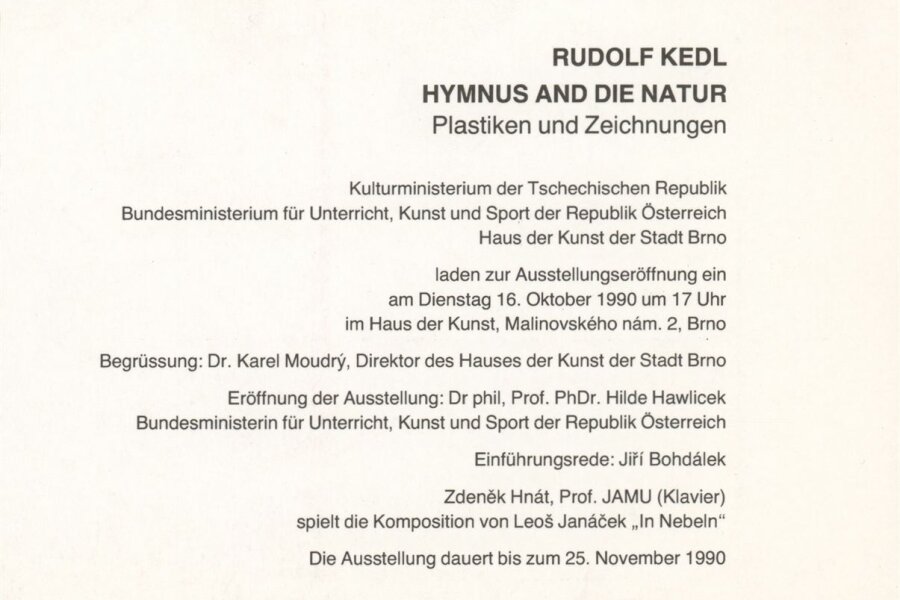 RUDOLF KEDL
HYMNUS AND DIE NATUR
Plastiken und Zeichnungen
Kulturministerium der Tschechischen Republik
Bundesministerium für Unterricht, Kunst und Sport der Republik Österreich
Haus der Kunst der Stadt Brno
laden zur Ausstellungseröffnung ein
am Dienstag 16. Oktober 1990 um 17 Uhr
im Haus der Kunst, Malinovského nám. 2, Brno
Begrüssung: Dr. Karel Moudrý, Direktor des Hauses der Kunst der Stadt Brno
Eröffnung der Ausstellung: Dr phil, Prof. PhDr. Hilde Hawlicek
Bundesministerin für Unterricht, Kunst und Sport der Republik Österreich
Einführungsrede: Jiří Bohdálek
Zdeněk Hnát, Prof. JAMU (Klavier)
spielt die Komposition von Leoš Janáček „In Nebeln“
Die Ausstellung dauert bis zum 25. November 1990